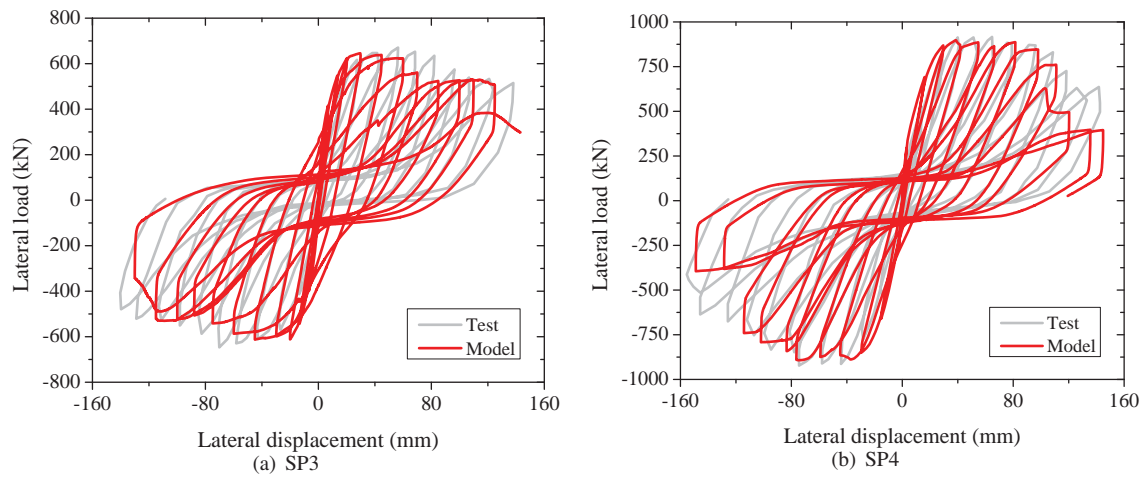 800
600
400
200
0
-200
-400
-600
-800
Lateral load (kN)
Test
Model
-160 -80 0 80 160
Lateral displacement (mm)
(a) SP3
1000
750
500
250
0
-250
-500
-750
-1000
Lateral load (kN)
Test
Model
-160 -80 0 80 160
Lateral displacement (mm)
(b) SP4